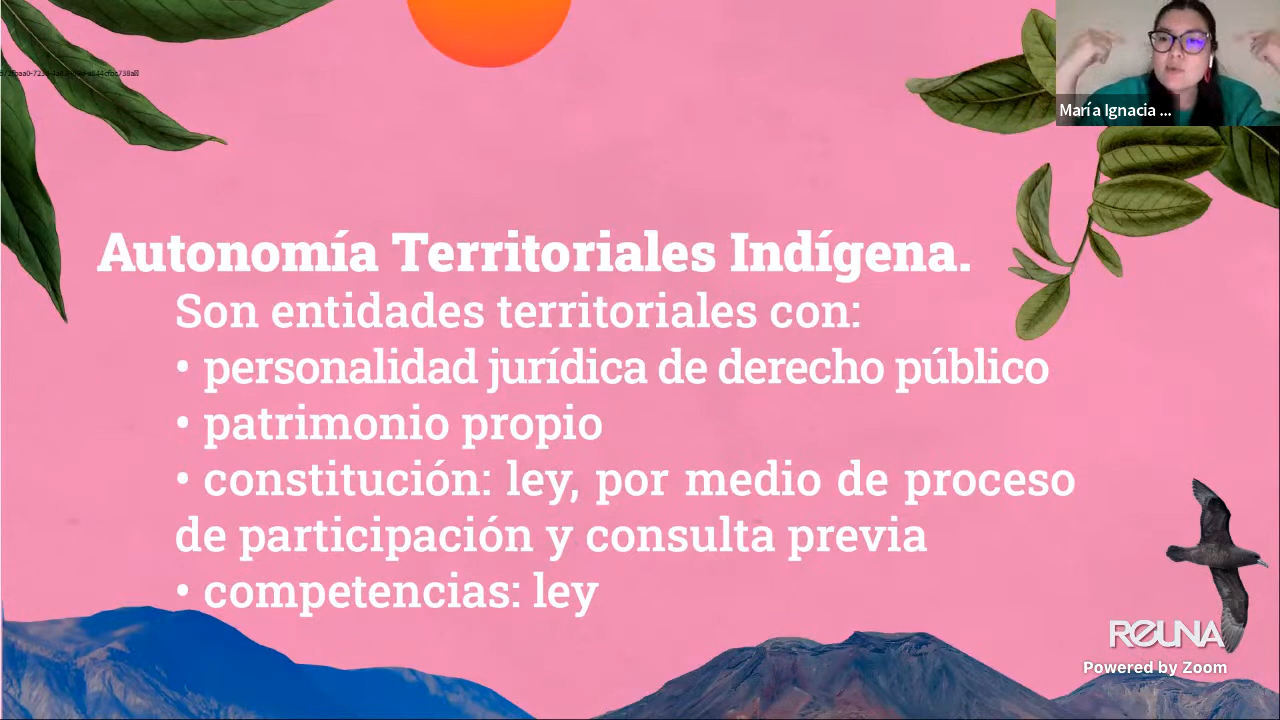 María Ignacia ...
Autonomía Territoriales Indígena.
Son entidades territoriales con:
• personalidad jurídica de derecho público
• patrimonio propio
• constitución: ley, por medio de proceso
de participación y consulta previa
• competencias: ley
REUNA
Powered by Zoom